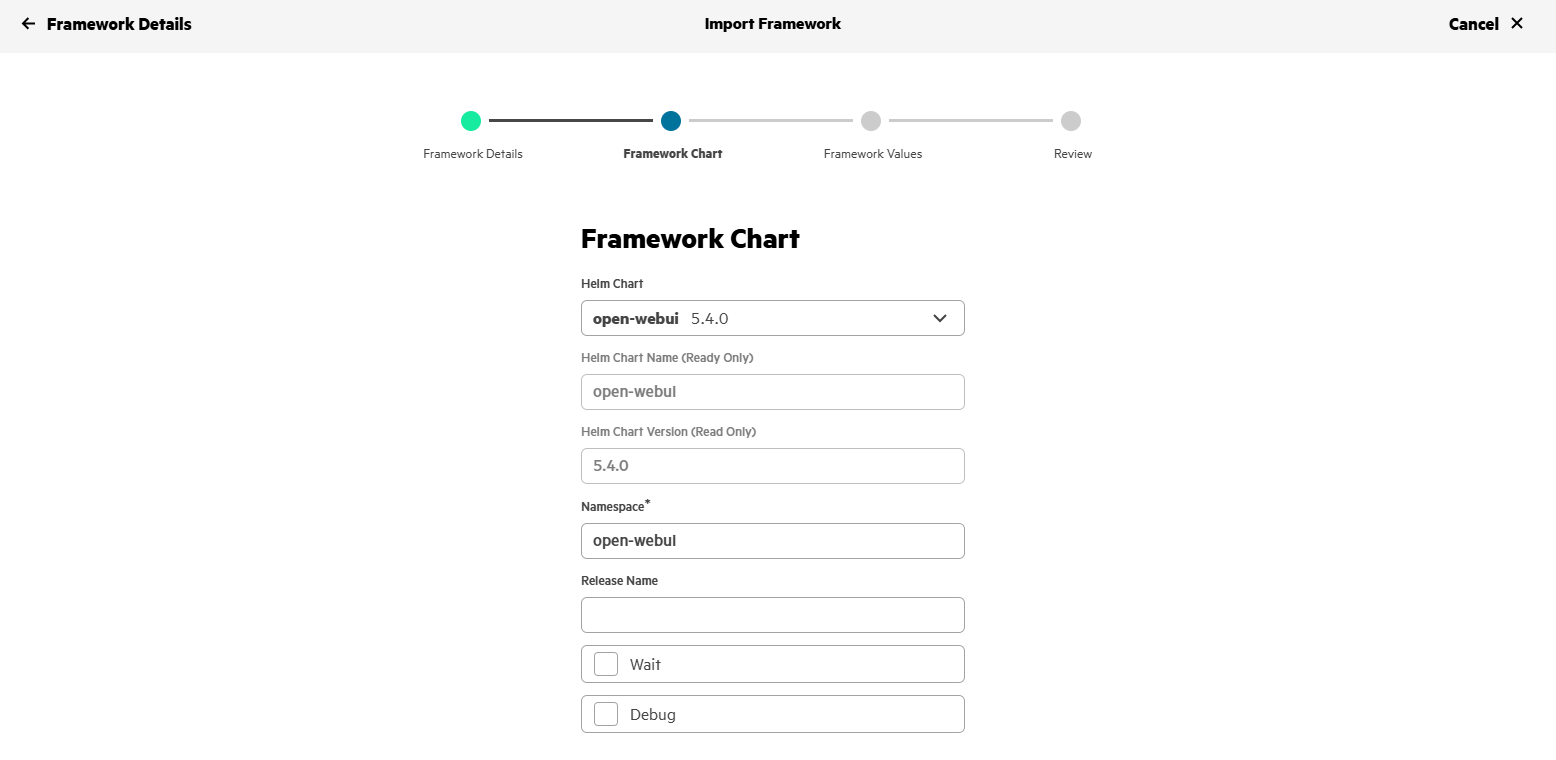 Framework Details
Import Framework
Cancel
Framework Details
Framework Chart
Framework Values
Review
Framework Chart
Helm Chart
open-webui 5.4.0
Helm Chart Name (Ready Only)
open-webui
Helm Chart Version (Read Only)
5.4.0
Namespace*
open-webui
Release Name
Wait
Debug